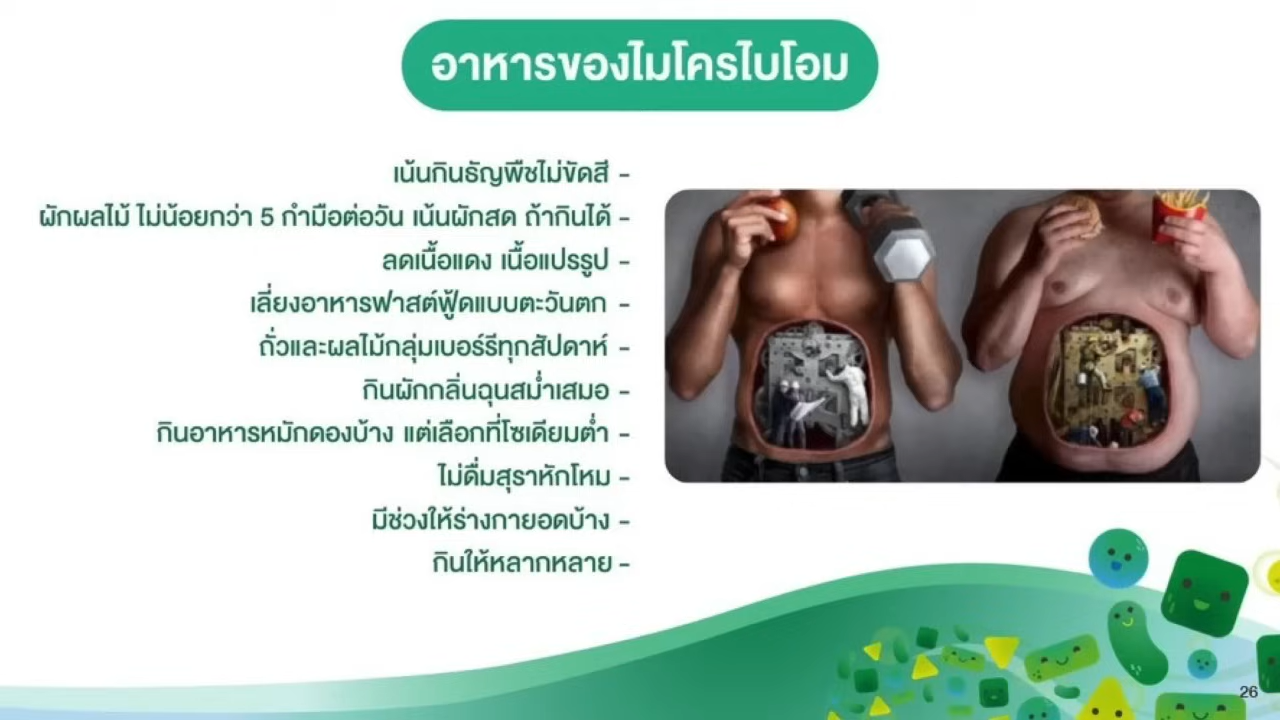 อาหารของไมโครไบโอม
เน้นกินธัญพืชไม่ขัดสี -
ผักผลไม้ ไม่น้อยกว่า 5 กำมือต่อวัน เน้นผักสด ถ้ากินได้ -
ลดเนื้อแดง เนื้อแปรรูป -
เลี่ยงอาหารฟาสต์ฟู้ดแบบตะวันตก -
ถั่วและผลไม้กลุ่มเบอร์รีทุกสัปดาห์ -
กินผักกลิ่นฉุนสม่ำเสมอ -
กินอาหารหมักดองบ้าง แต่เลือกที่โซเดียมต่ำ -
ไม่ดื่มสุราหักโหม -
มีช่วงให้ร่างกายอดบ้าง -
กินให้หลากหลาย -
26